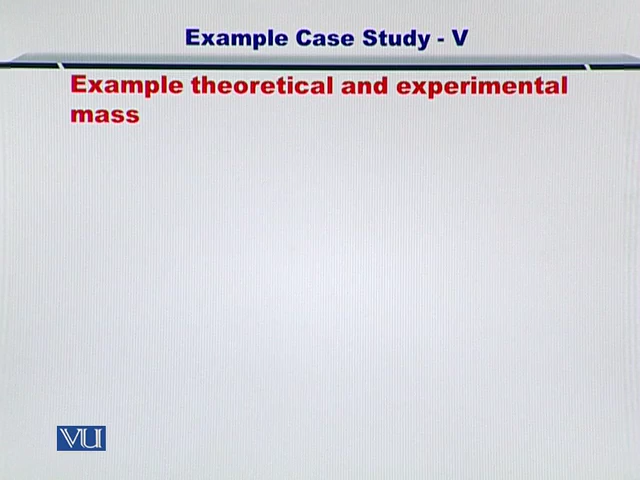 Example Case Study - V
Example theoretical and experimental
mass
VU